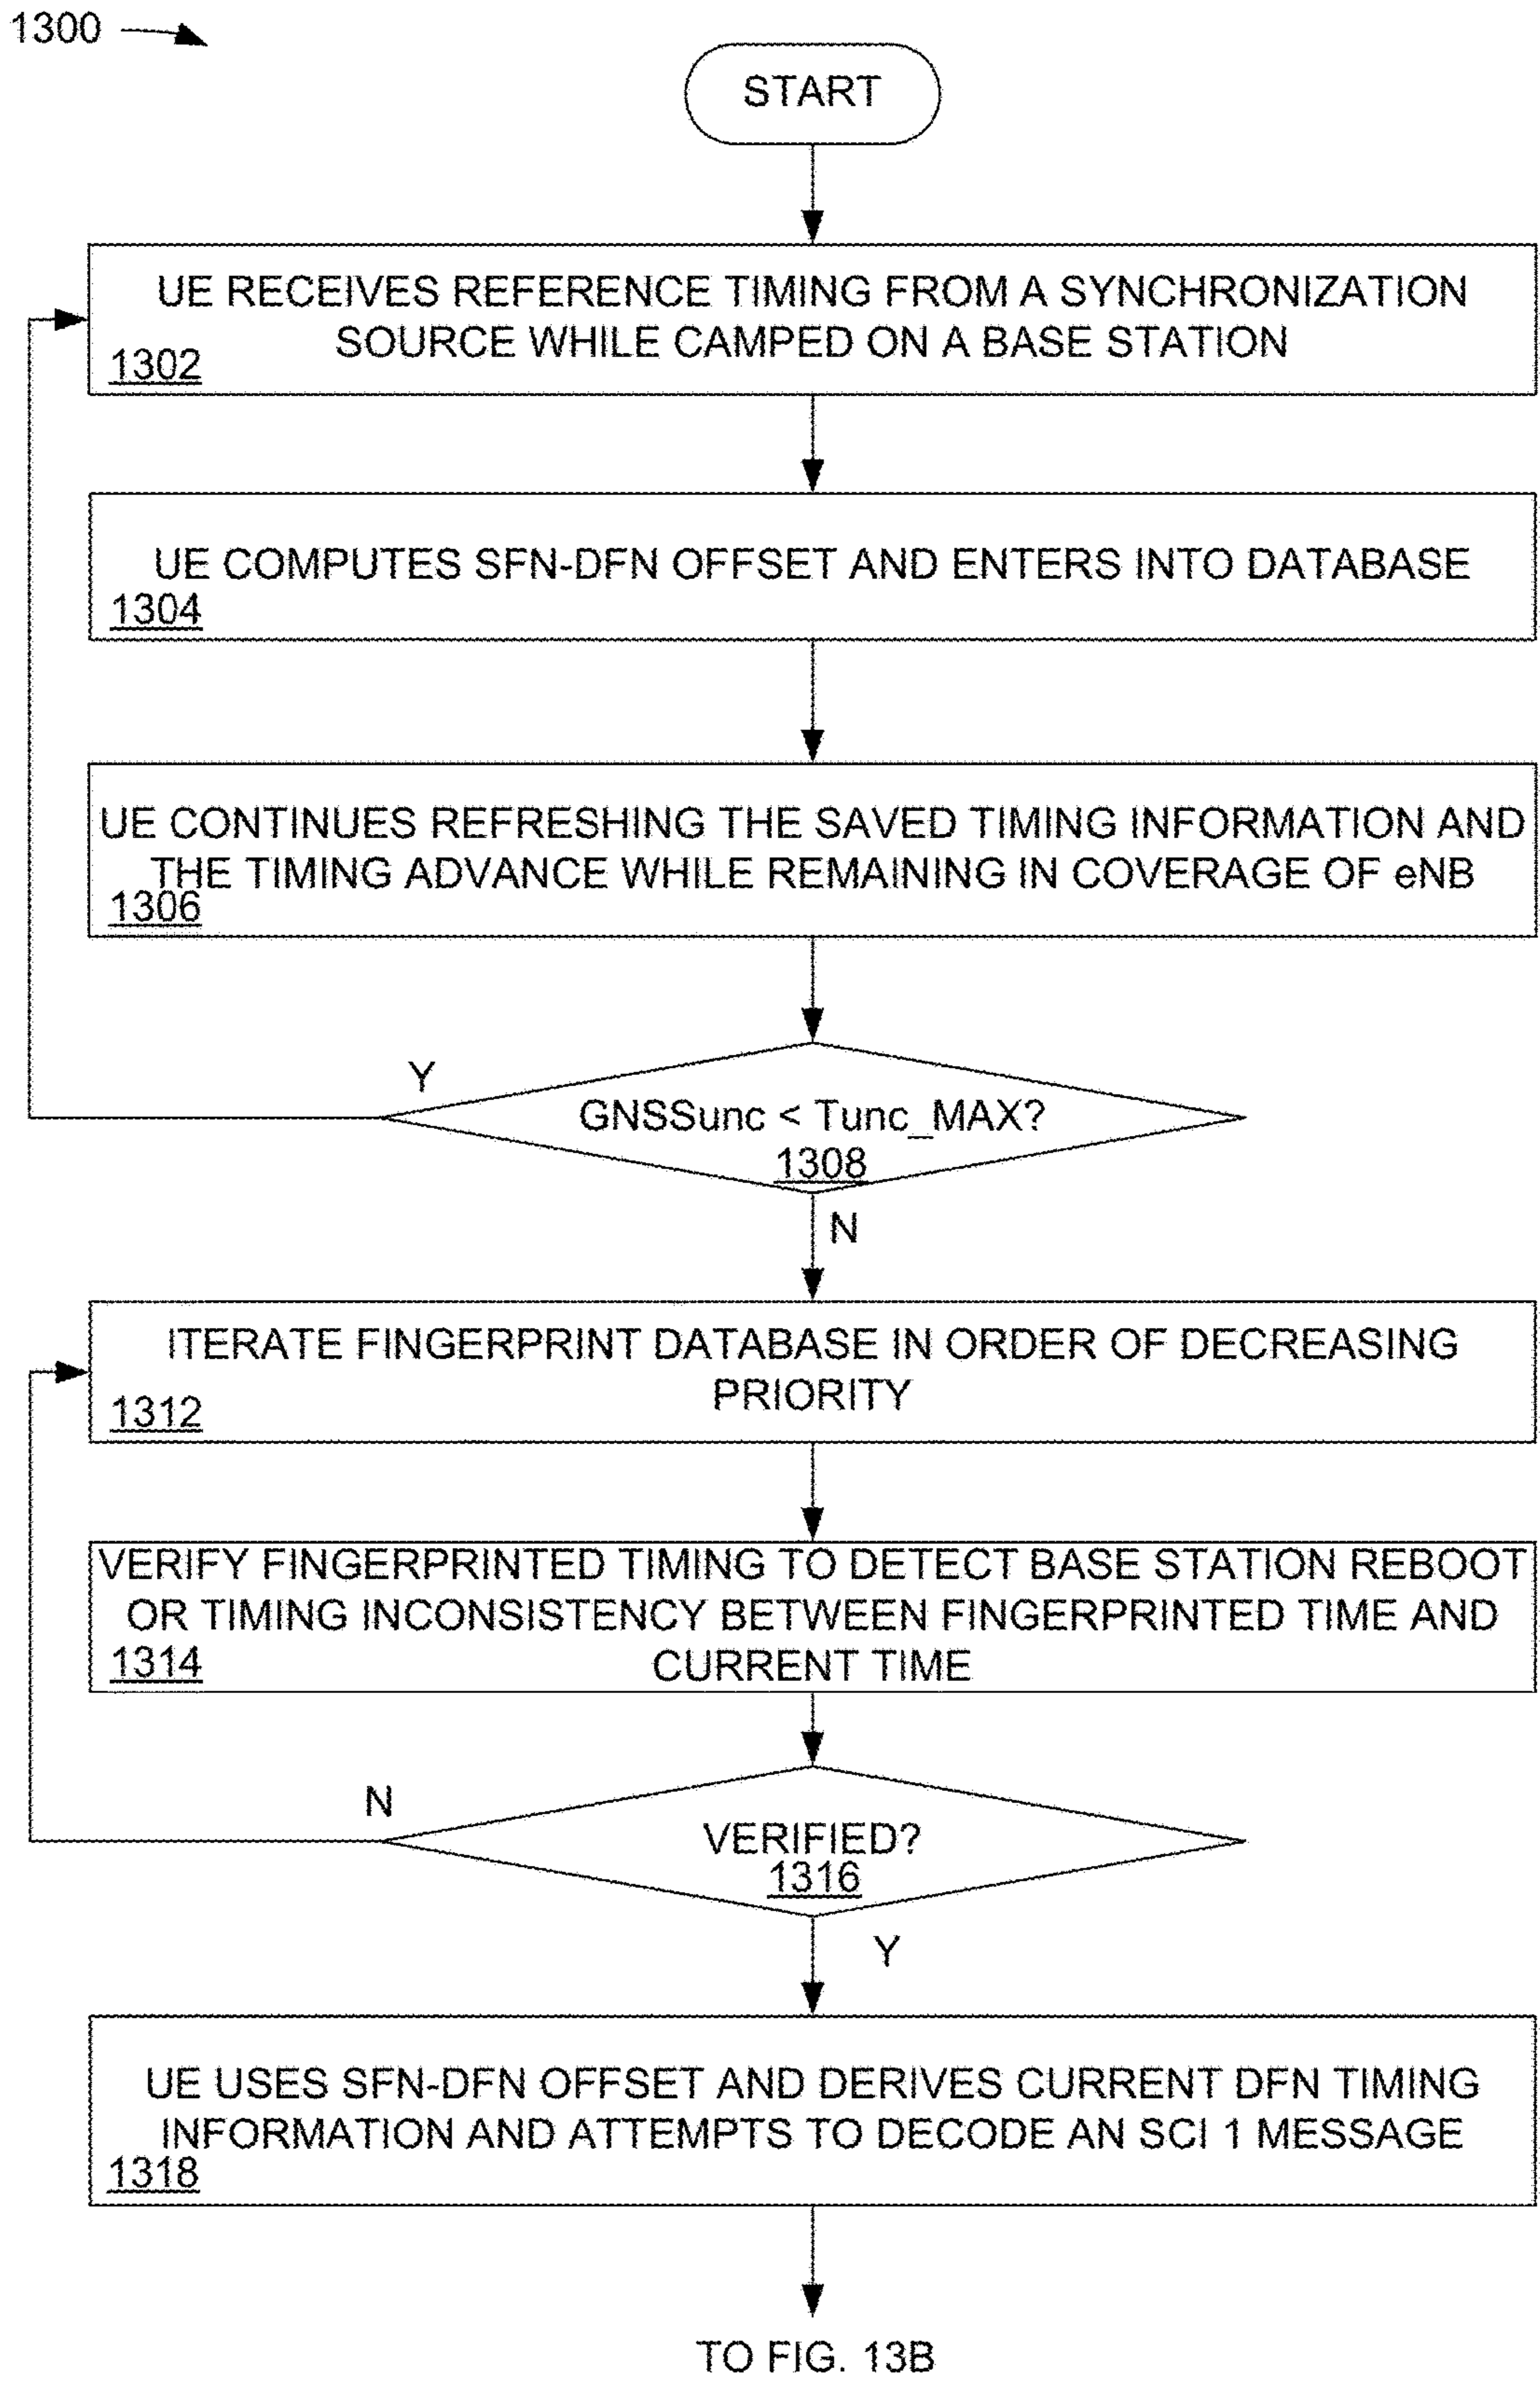 1300
START
UE RECEIVES REFERENCE TIMING FROM A SYNCHRONIZATION
SOURCE WHILE CAMPED ON A BASE STATION
1302
UE COMPUTES SFN-DFN OFFSET AND ENTERS INTO DATABASE
1304
UE CONTINUES REFRESHING THE SAVED TIMING INFORMATION AND
THE TIMING ADVANCE WHILE REMAINING IN COVERAGE OF eNB
1306
Y
GNSSunc < Tunc_MAX?
1308
N
ITERATE FINGERPRINT DATABASE IN ORDER OF DECREASING
PRIORITY
1312
VERIFY FINGERPRINTED TIMING TO DETECT BASE STATION REBOOT
OR TIMING INCONSISTENCY BETWEEN FINGERPRINTED TIME AND
CURRENT TIME
1314
N
VERIFIED?
1316
Y
UE USES SFN-DFN OFFSET AND DERIVES CURRENT DFN TIMING
INFORMATION AND ATTEMPTS TO DECODE AN SCI 1 MESSAGE
1318
TO FIG. 13B